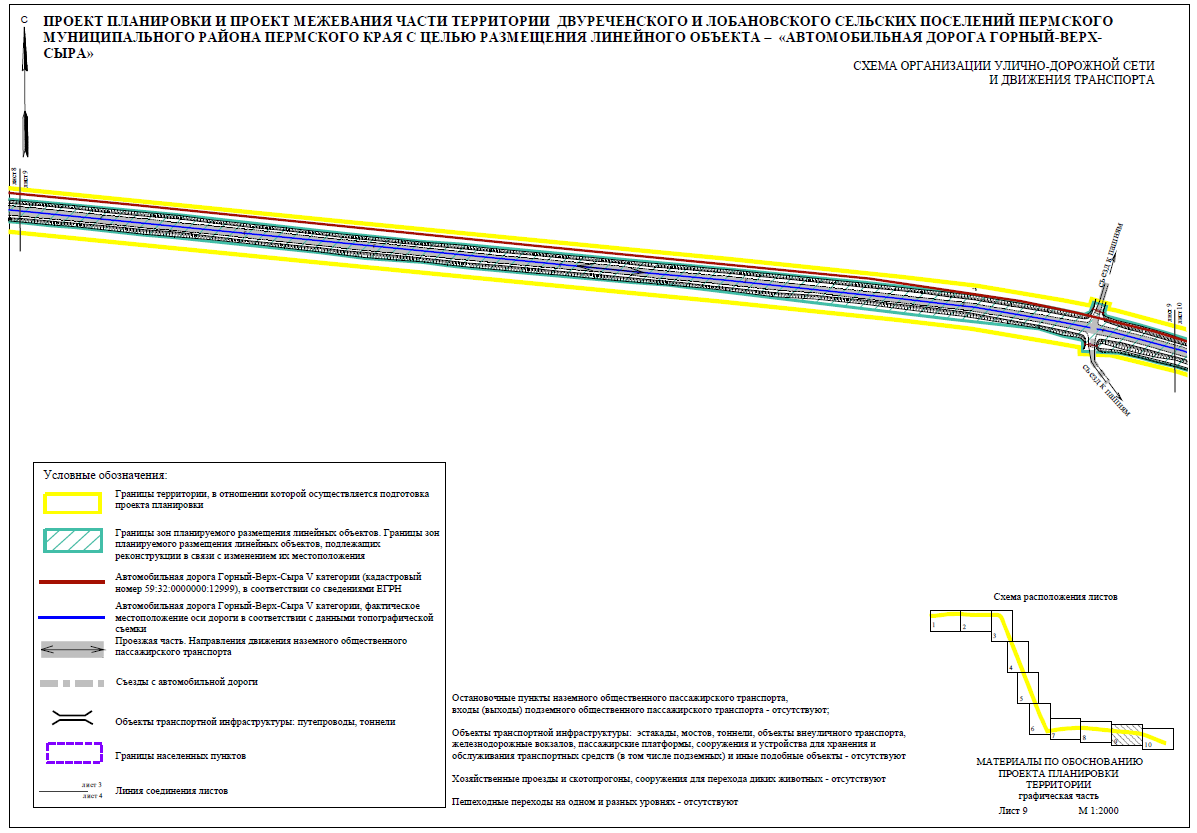 С
ПРОЕКТ ПЛАНИРОВКИ И ПРОЕКТ МЕЖЕВАНИЯ ЧАСТИ ТЕРРИТОРИИ ДВУРЕЧЕНСКОГО И ЛОБАНОВСКОГО СЕЛЬСКИХ ПОСЕЛЕНИЙ ПЕРМСКОГО
МУНИЦИПАЛЬНОГО РАЙОНА ПЕРМСКОГО КРАЯ С ЦЕЛЬЮ РАЗМЕЩЕНИЯ ЛИНЕЙНОГО ОБЪЕКТА – «АВТОМОБИЛЬНАЯ ДОРОГА ГОРНЫЙ-ВЕРХ-
СЫРА»
СХЕМА ОРГАНИЗАЦИИ УЛИЧНО-ДОРОЖНОЙ СЕТИ
И ДВИЖЕНИЯ ТРАНСПОРТА
лист 8
лист 9
съезд к пашням
съезд к пашням
лист 9
лист 10
Условные обозначения:
Границы территории, в отношении которой осуществляется подготовка
проекта планировки
Границы зон планируемого размещения линейных объектов. Границы зон
планируемого размещения линейных объектов, подлежащих
реконструкции в связи с изменением их местоположения
Автомобильная дорога Горный-Верх-Сыра V категории (кадастровый
номер 59:32:0000000:12999), в соответствии со сведениями ЕГРН
Автомобильная дорога Горный-Верх-Сыра V категории, фактическое
местоположение оси дороги в соответствии с данными топографической
съемки
Проезжая часть. Направления движения наземного общественного
пассажирского транспорта
Съезды с автомобильной дороги
Объекты транспортной инфраструктуры: путепроводы, тоннели
Границы населенных пунктов
лист 3
лист 4
Линия соединения листов
Остановочные пункты наземного общественного пассажирского транспорта,
входы (выходы) подземного общественного пассажирского транспорта - отсутствуют;
Объекты транспортной инфраструктуры: эстакады, мостов, тоннели, объекты внеуличного транспорта,
железнодорожные вокзалы, пассажирские платформы, сооружения и устройства для хранения и
обслуживания транспортных средств (в том числе подземных) и иные подобные объекты - отсутствуют
Хозяйственные проезды и скотопрогоны, сооружения для перехода диких животных - отсутствуют
Пешеходные переходы на одном и разных уровнях - отсутствуют
Схема расположения листов
1
2
3
4
5
6
7
8
9
10
МАТЕРИАЛЫ ПО ОБОСНОВАНИЮ
ПРОЕКТА ПЛАНИРОВКИ
ТЕРРИТОРИИ
графическая часть
Лист 9 М 1:2000